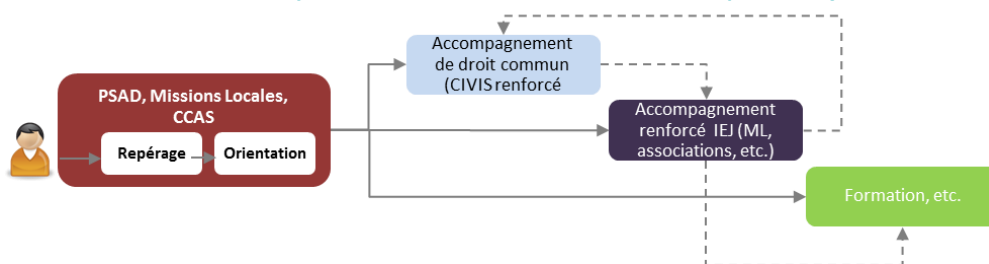 PSAD, Missions Locales,
CCAS
Repérage
Orientation
Accompagnement
de droit commun
(CIVIS renforcé
Accompagnement
renforcé IEJ (ML,
associations, etc.)
Formation, etc.